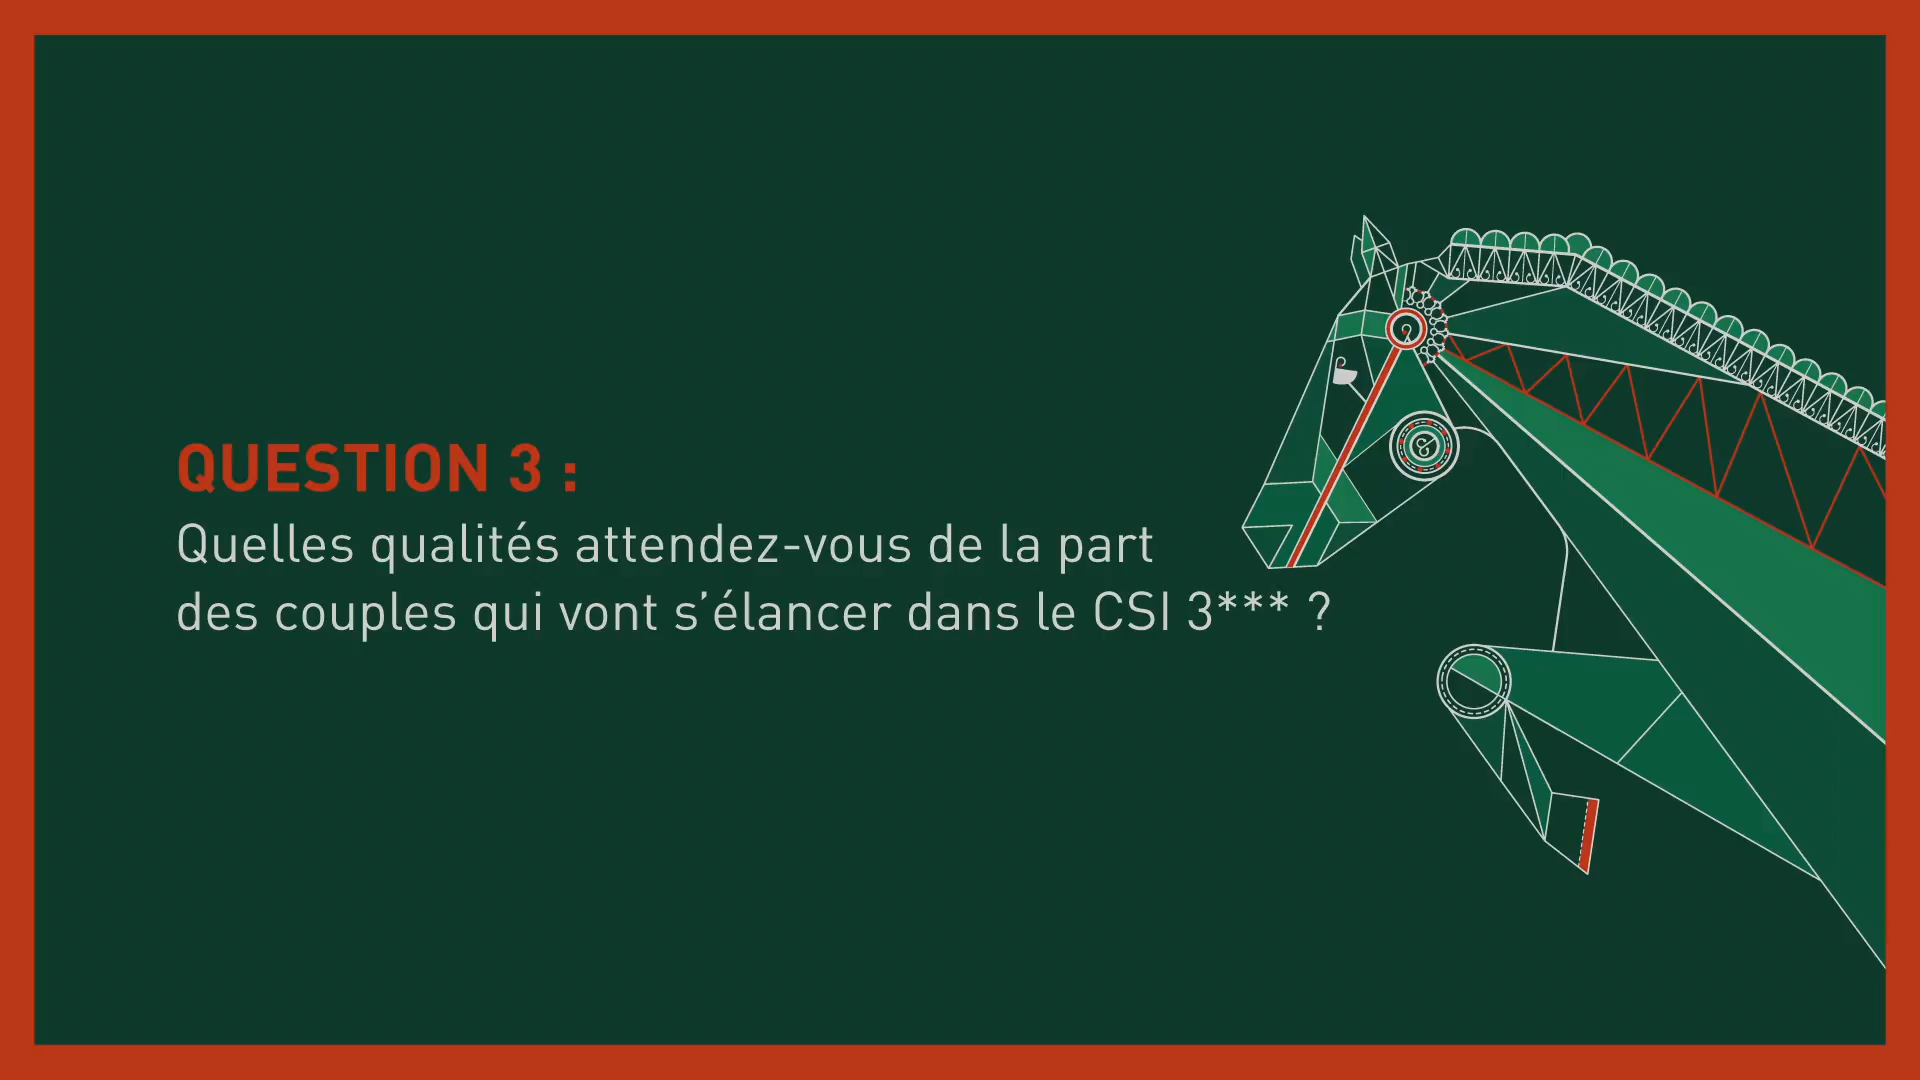 QUESTION 3 :
Quelles qualités attendez-vous de la part
des couples qui vont s’élancer dans le CSI 3*** ?